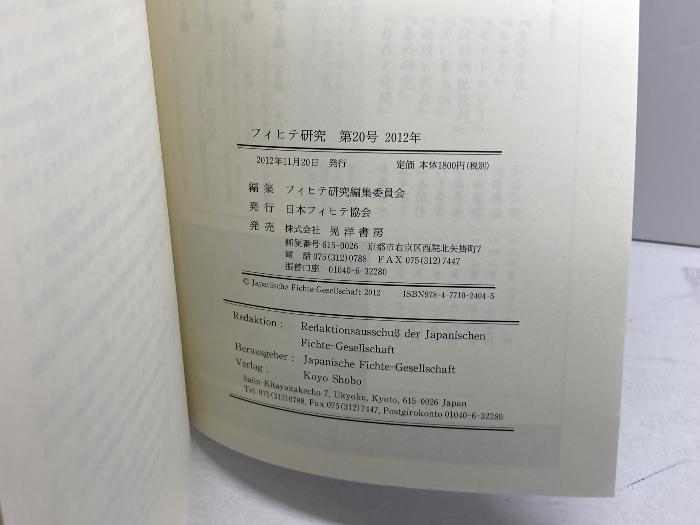 フィヒテ研究 第20号 2012年
2012年11月20日 発行 定価 本体1800円(税別)
編集 フィヒテ研究編集委員会
発行 日本フィヒテ協会
発売 株式会社 晃洋書房
郵便番号 615-0026 京都市右京区西院北矢掛町7
電話 075(312)0788 FAX 075(312)7447
振替口座 01040-6-32280
© Japanische Fichte-Gesellschaft 2012 ISBN978-4-7710-2404-5
Redaktion : Redaktionsausschuß der Japanischen
Fichte-Gesellschaft
Herausgeber : Japanische Fichte-Gesellschaft
Verlag : Koyo Shobo
Saiin-Kitayakakecho 7, Ukyoku, Kyoto, 615-0026 Japan
Tel. 075(312)0788, Fax 075(312)7447, Postgirokonto 01040-6-32280